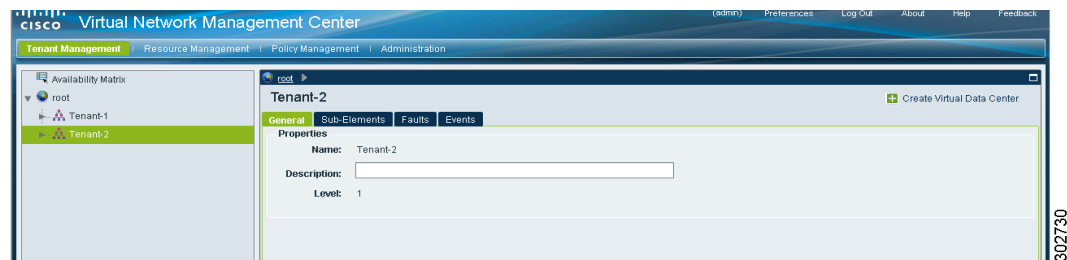 CISCO Virtual Network Management Center
(admin) Preferences Log Out About Help Feedback
Tenant Management | Resource Management | Policy Management | Administration
Availability Matrix
root
Tenant-1
Tenant-2
root
Tenant-2
Create Virtual Data Center
General Sub-Elements Faults Events
Properties
Name: Tenant-2
Description:
Level: 1
302730